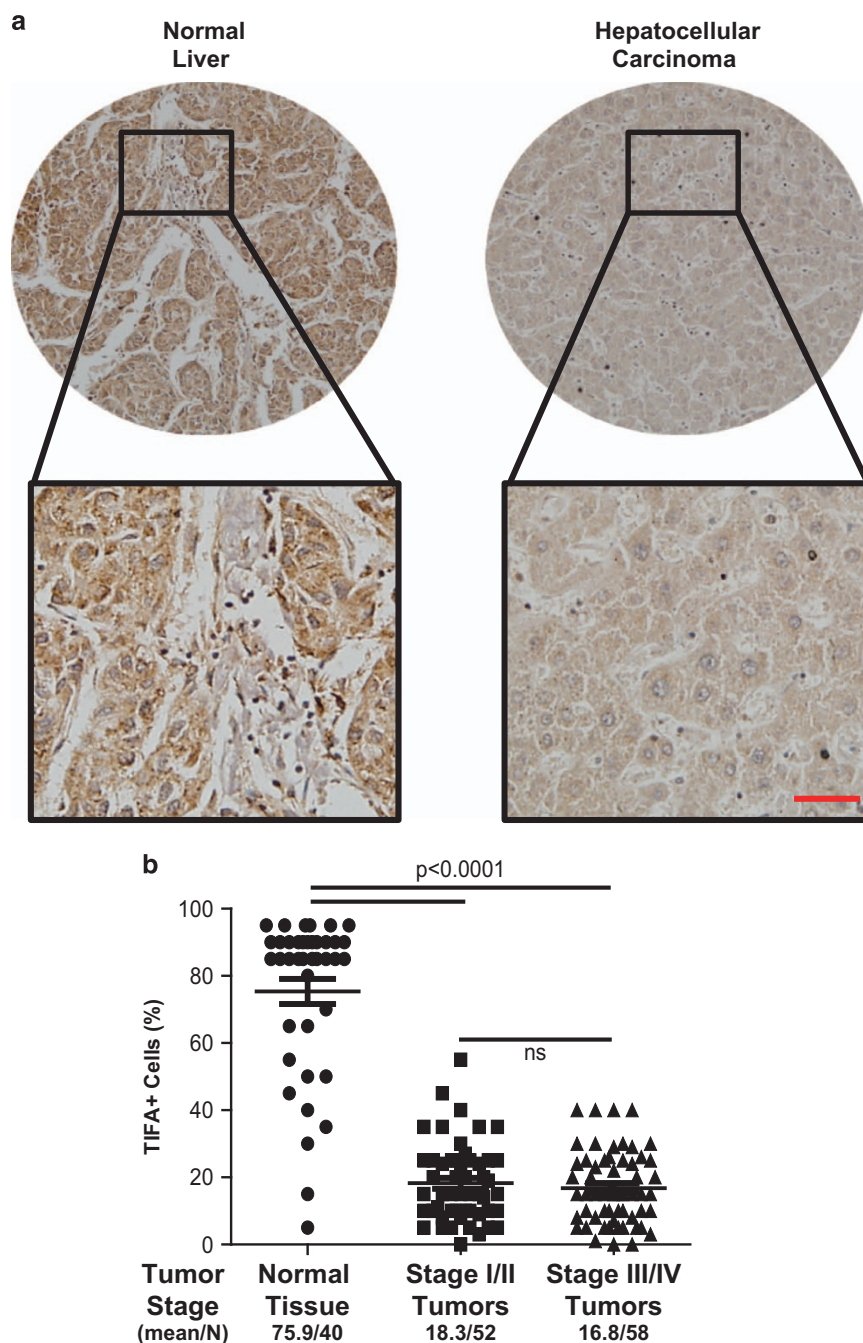 a
Normal
Liver
Hepatocellular
Carcinoma
b
p<0.0001
ns
TIFA+ Cells (%)
100
80
60
40
20
0
Tumor
Stage
(mean/N)
Normal
Tissue
75.9/40
Stage I/II
Tumors
18.3/52
Stage III/IV
Tumors
16.8/58